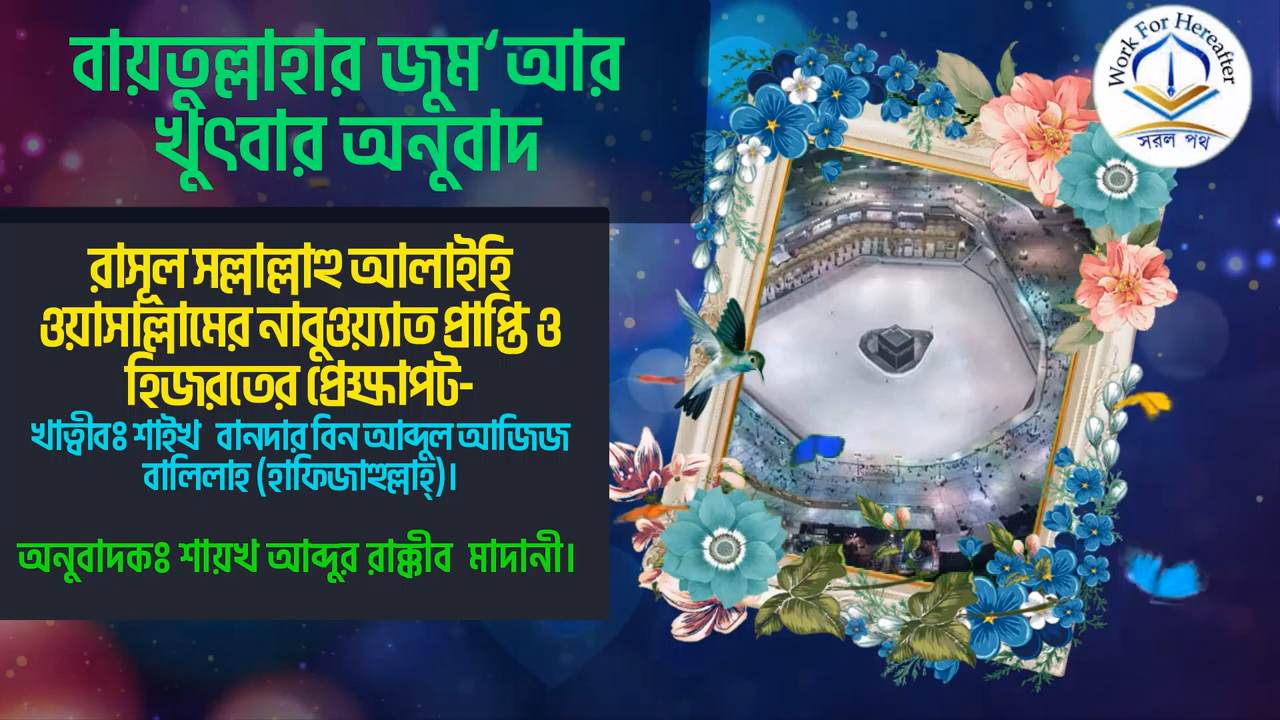 বায়তুল্লাহার জুম‘আর
খুৎবার অনুবাদ
রাসূল সল্লাল্লাহু আলাইহি
ওয়াসাল্লামের নাবুওয়্যাত প্রাপ্তি ও
হিজরতের প্রেক্ষাপট-
খাত্বীবঃ শাইখ বানদার বিন আব্দুল আজিজ
বালিলাহ (হাফিজাহুল্লাহ্)।
অনুবাদকঃ শায়খ আব্দুর রাক্কীব মাদানী।
Work For Hereafter
সরল পথ